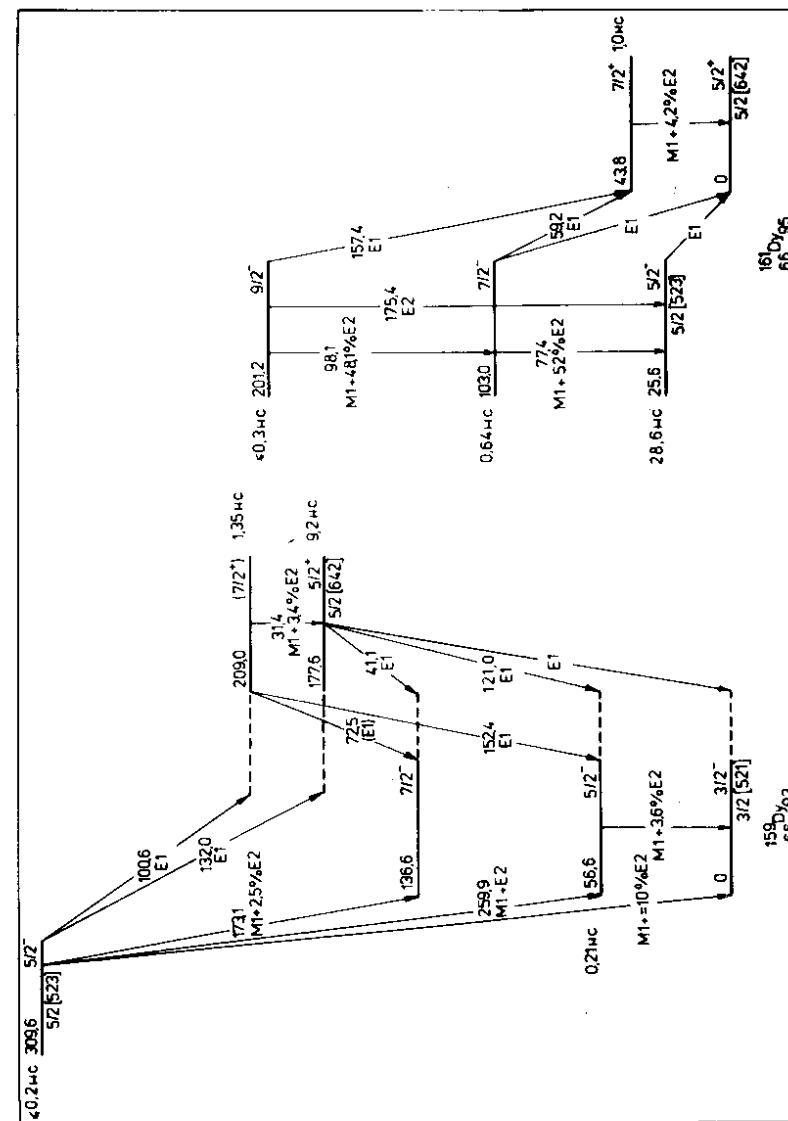 ⩽0,2нс
309,6
5/2⁻
5/2 [523]
100,6
E1
132,0
E1
173,1
M1+2,5%E2
259,9
M1+E2
M1+≈10%E2
209,0
(7/2⁺)
1,35нс
31,4
M1+3,4%E2
177,6
5/2⁺
9,2нс
5/2 [642]
72,5
(E1)
41,1
E1
152,4
E1
121,0
E1
E1
136,6
7/2⁻
0,21нс
56,6
5/2⁻
M1+3,6%E2
0
3/2⁻
3/2 [521]
159
Dy
⩽0,3нс
201,2
9/2⁻
157,4
E1
175,4
E2
98,1
M1+48,1%E2
0,64нс
103,0
7/2⁻
59,2
E1
E1
77,4
M1+52%E2
28,6нс
25,6
5/2⁻
5/2 [523]
E1
43,8
7/2⁺
1,0нс
M1+4,2%E2
0
5/2⁺
5/2 [642]
161
Dy
66
95